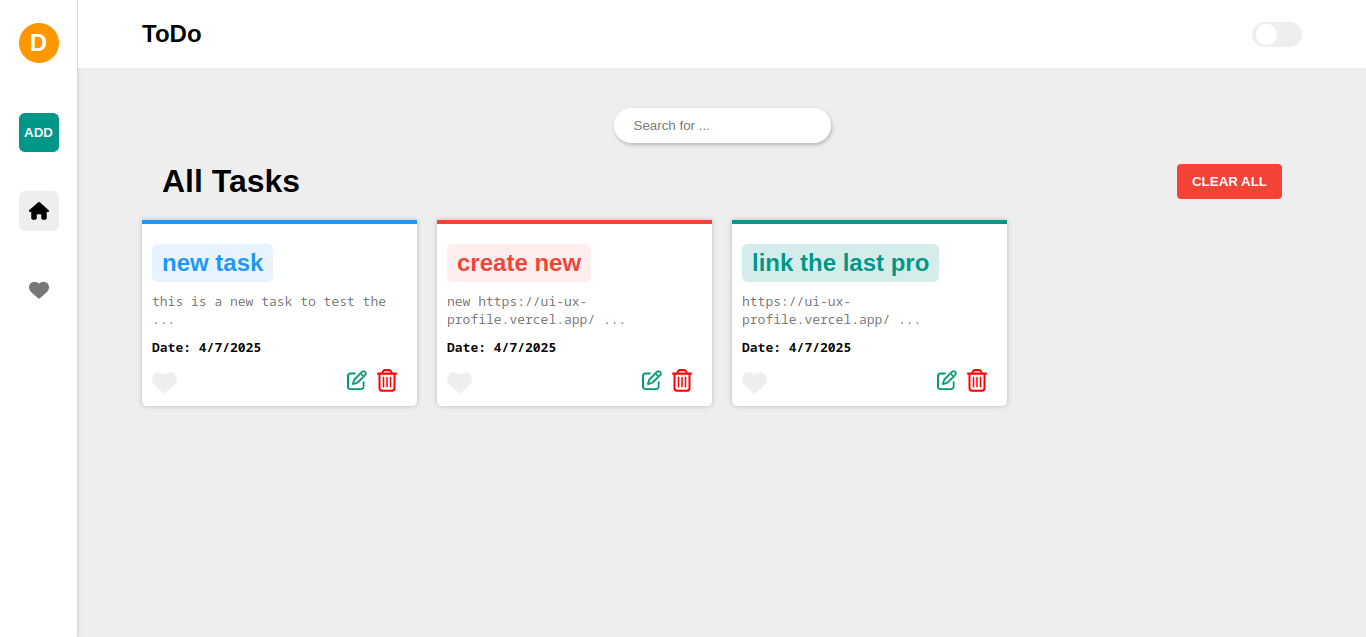 D
ToDo
ADD
Search for ...
All Tasks
CLEAR ALL
new task
this is a new task to test the
...
Date: 4/7/2025
create new
new https://ui-ux-
profile.vercel.app/ ...
Date: 4/7/2025
link the last pro
https://ui-ux-
profile.vercel.app/ ...
Date: 4/7/2025